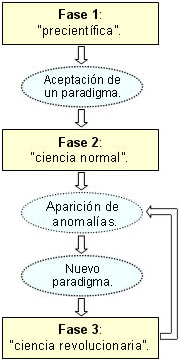 Fase 1:
"precientífica".
Aceptación de
un paradigma.
Fase 2:
"ciencia normal".
Aparición de
anomalías.
Nuevo
paradigma.
Fase 3:
"ciencia revolucionaria".